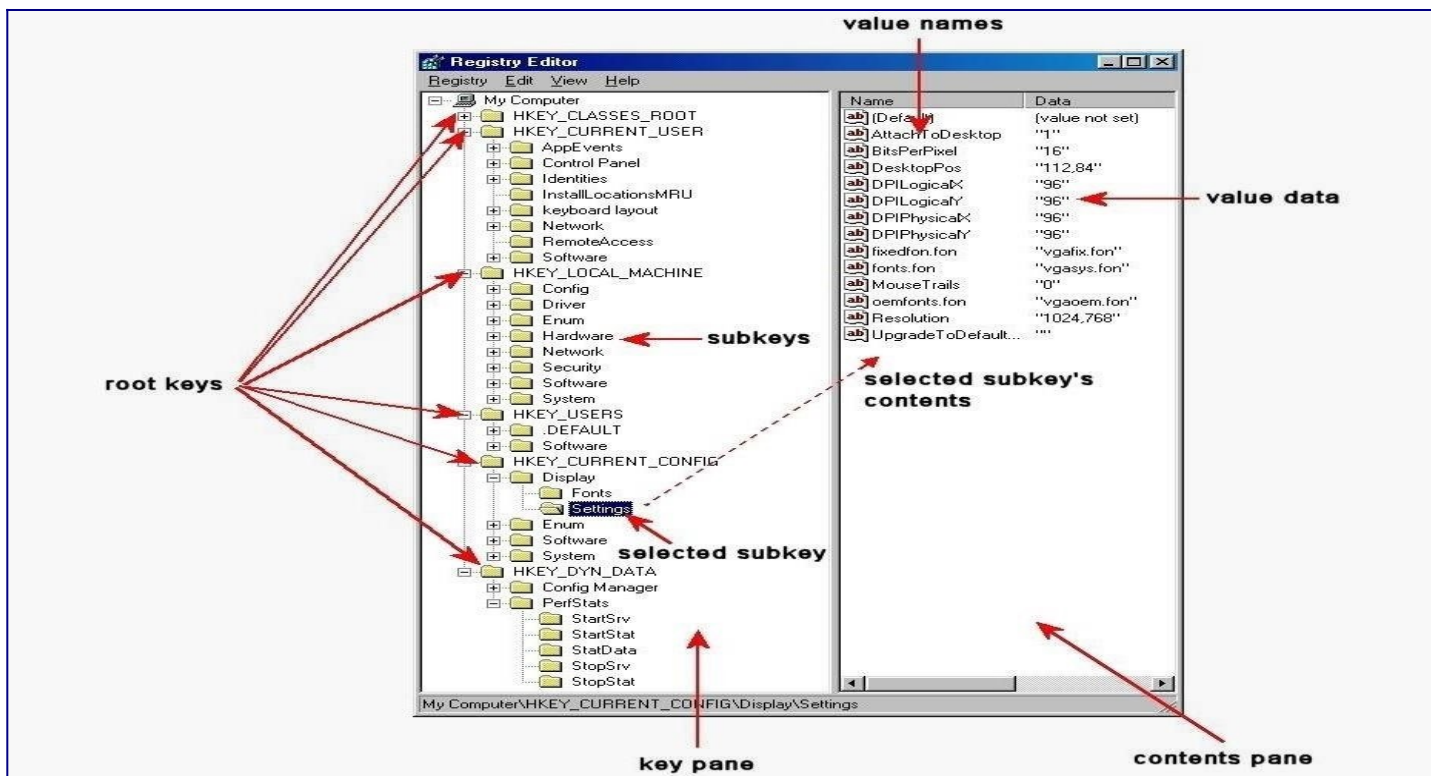 value names
Registry Editor
Registry Edit View Help
My Computer
HKEY_CLASSES_ROOT
HKEY_CURRENT_USER
AppEvents
Control Panel
Identities
InstallLocationsMRU
keyboard layout
Network
RemoteAccess
Software
HKEY_LOCAL_MACHINE
Config
Driver
Enum
Hardware
Network
Security
Software
System
HKEY_USERS
.DEFAULT
Software
HKEY_CURRENT_CONFIG
Display
Fonts
Settings
Enum
Software
System
HKEY_DYN_DATA
Config Manager
PerfStats
StartSrv
StartStat
StatData
StopSrv
StopStat
Name Data
(Default) (value not set)
AttachToDesktop "1"
BitsPerPixel "16"
DesktopPos "112,84"
DPILogicalX "96"
DPILogicalY "96"
DPIPhysicalX "96"
DPIPhysicalY "96"
fixedfon.fon "vgafix.fon"
fonts.fon "vgasys.fon"
MouseTrails "0"
oemfonts.fon "vgaoem.fon"
Resolution "1024,768"
UpgradeToDefault... ""
value data
subkeys
root keys
selected subkey's
contents
selected subkey
My Computer\HKEY_CURRENT_CONFIG\Display\Settings
key pane
contents pane